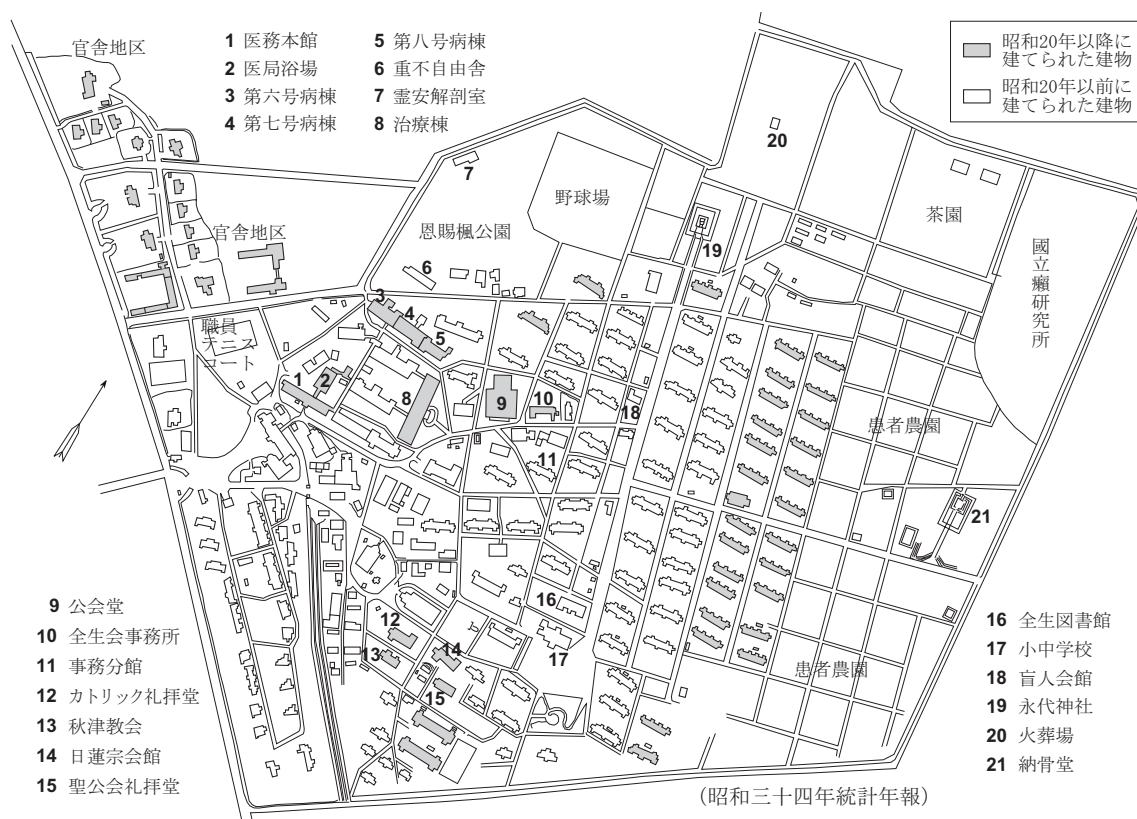 官舎地区
1 医務本館
2 医局浴場
3 第六号病棟
4 第七号病棟
5 第八号病棟
6 重不自由舎
7 霊安解剖室
8 治療棟
昭和20年以降に
建てられた建物
昭和20年以前に
建てられた建物
20
7
野球場
茶園
恩賜楓公園
19
官舎地区
國立癩研究所
6
3
4
5
職員
テニス
コート
1
2
8
9
10
18
患者農園
11
21
16
12
17
14
13
15
患者農園
9 公会堂
10 全生会事務所
11 事務分館
12 カトリック礼拝堂
13 秋津教会
14 日蓮宗会館
15 聖公会礼拝堂
16 全生図書館
17 小中学校
18 盲人会館
19 永代神社
20 火葬場
21 納骨堂
(昭和三十四年統計年報)